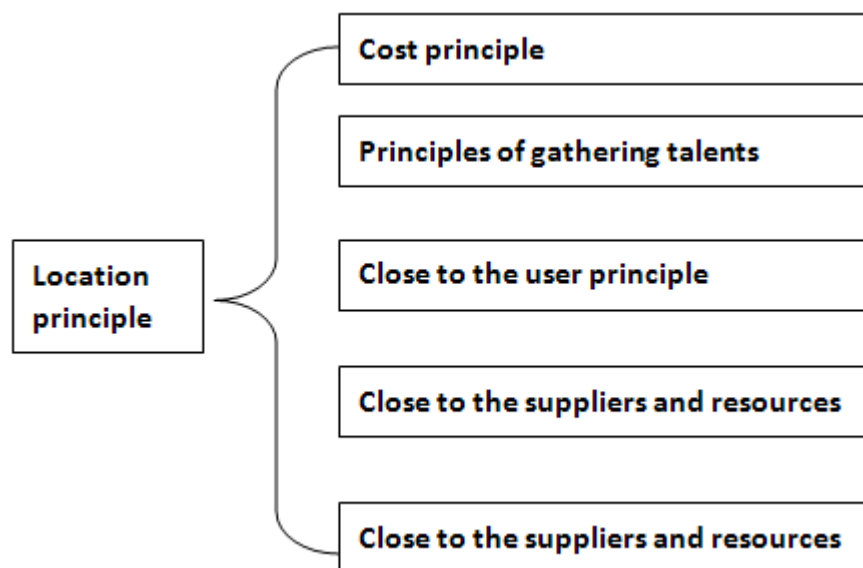 Cost principle
Principles of gathering talents
Close to the user principle
Location
principle
Close to the suppliers and resources
Close to the suppliers and resources